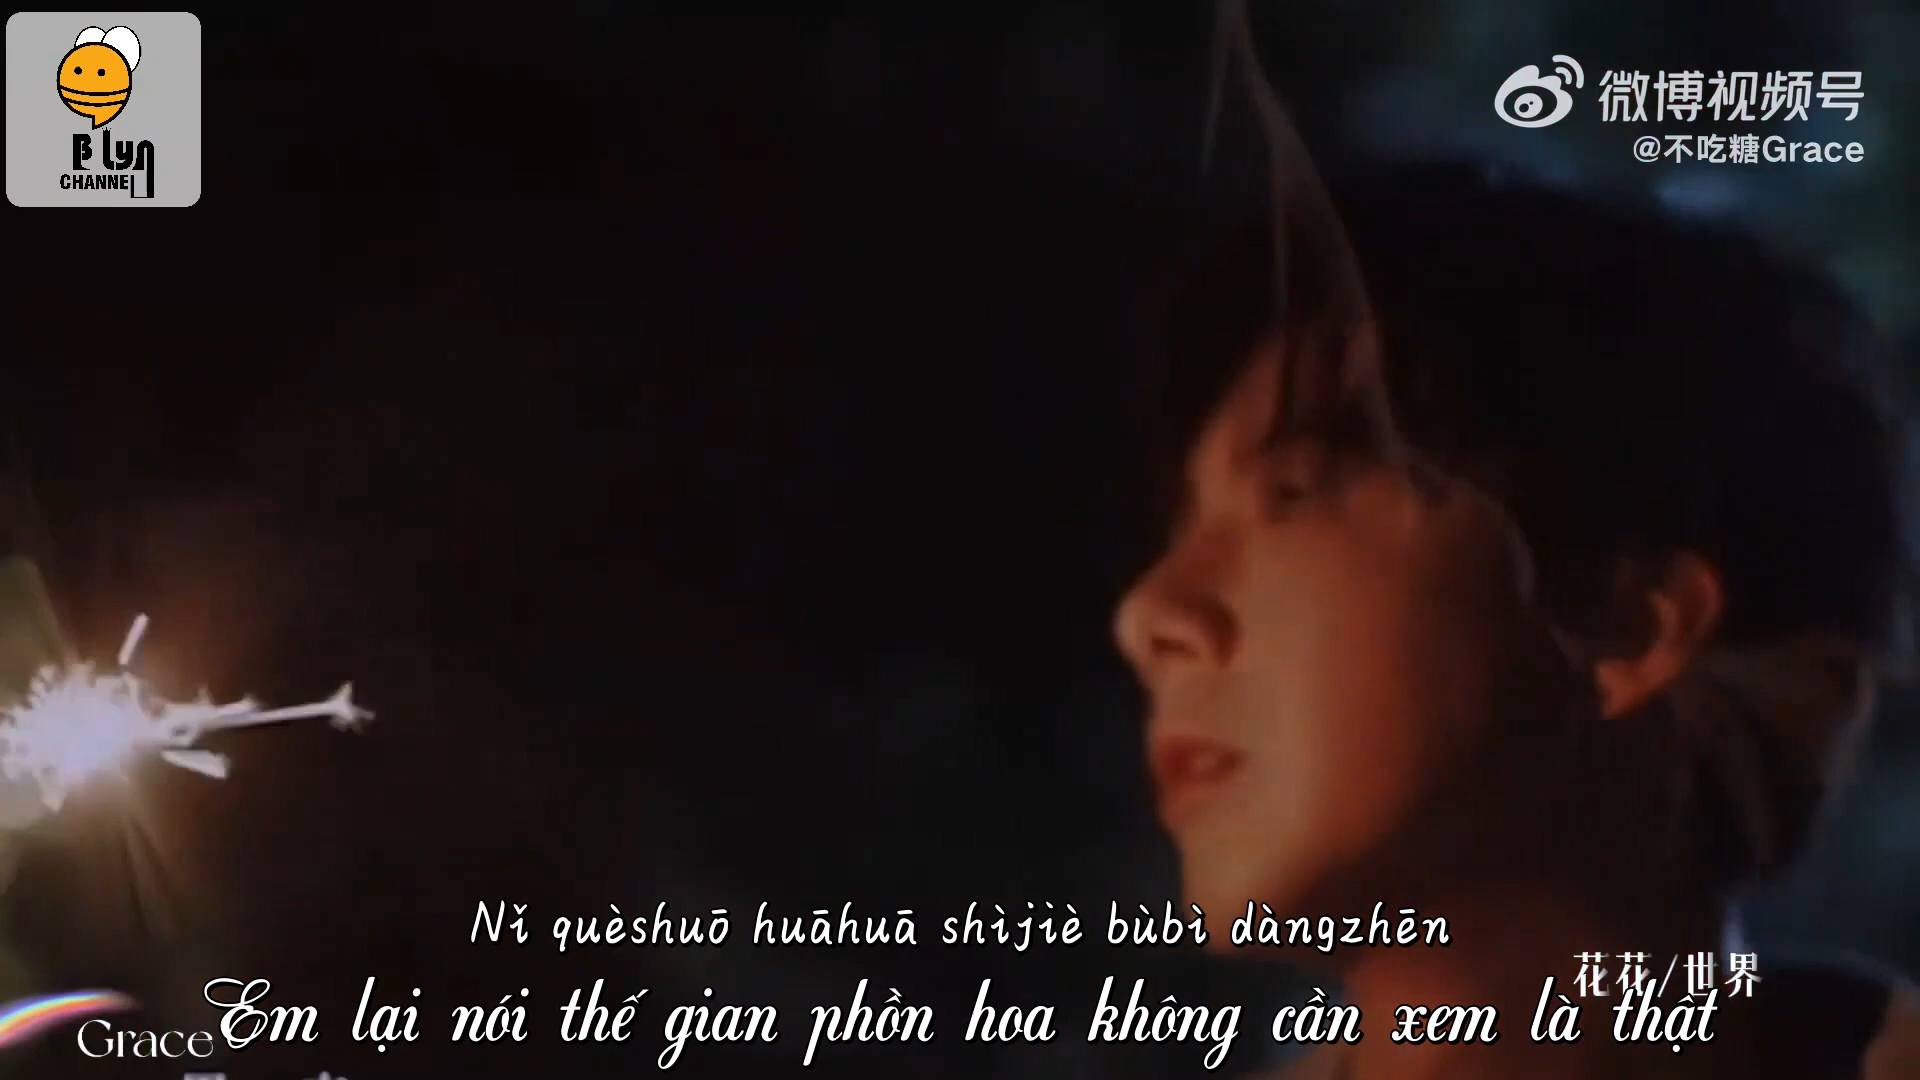 B Lyn
CHANNEL
微博视频号
@不吃糖Grace
Nǐ quèshuō huāhuā shìjiè bùbì dàngzhēn
花花/世界
Em lại nói thế gian phồn hoa không cần xem là thật
Grace